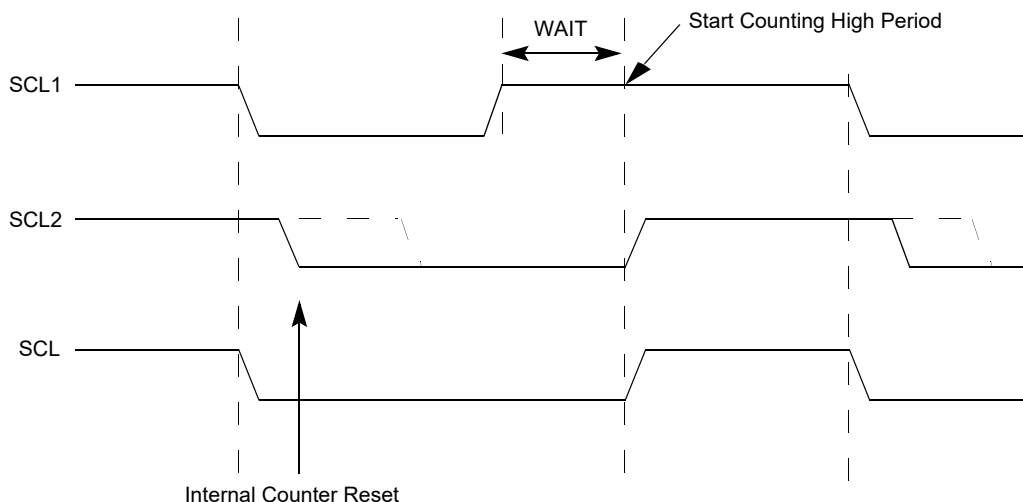 Start Counting High Period
WAIT
SCL1
SCL2
SCL
Internal Counter Reset